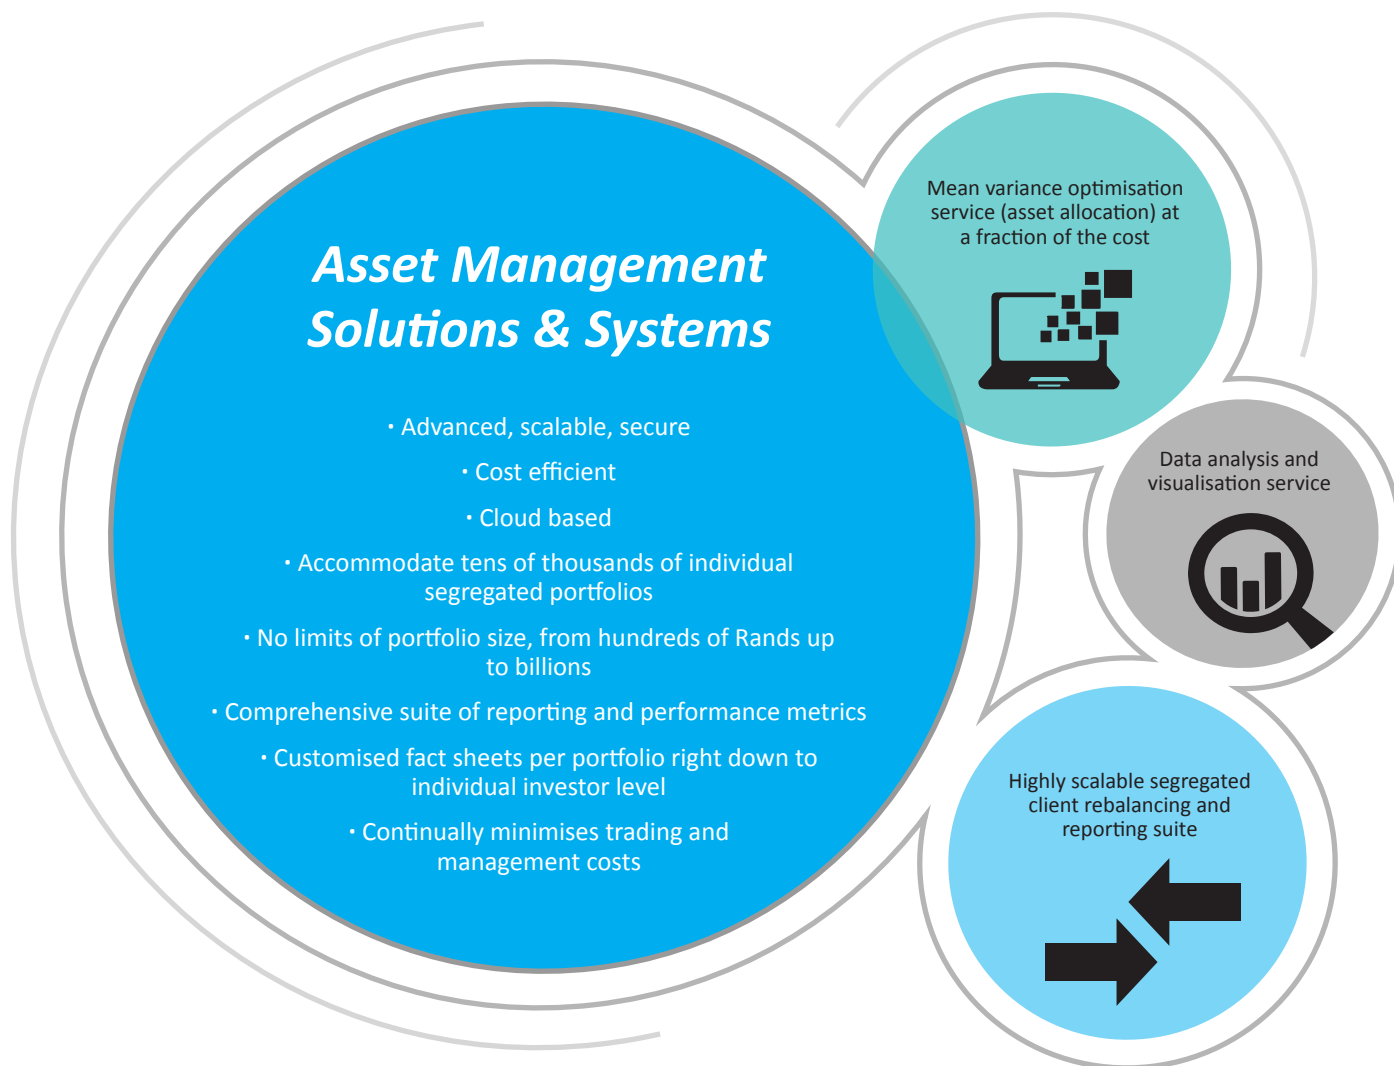 Asset Management
Solutions & Systems
· Advanced, scalable, secure
· Cost efficient
· Cloud based
· Accommodate tens of thousands of individual
segregated portfolios
· No limits of portfolio size, from hundreds of Rands up
to billions
· Comprehensive suite of reporting and performance metrics
· Customised fact sheets per portfolio right down to
individual investor level
· Continually minimises trading and
management costs
Mean variance optimisation
service (asset allocation) at
a fraction of the cost
Data analysis and
visualisation service
Highly scalable segregated
client rebalancing and
reporting suite